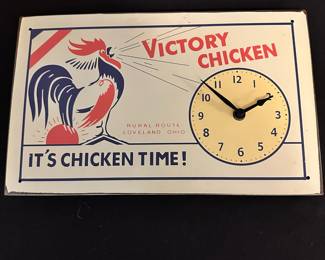 VICTORY
CHICKEN
RURAL ROUTE
LOVELAND OHIO
IT'S CHICKEN TIME!
12
1
2
3
4
5
6
7
8
9
10
11